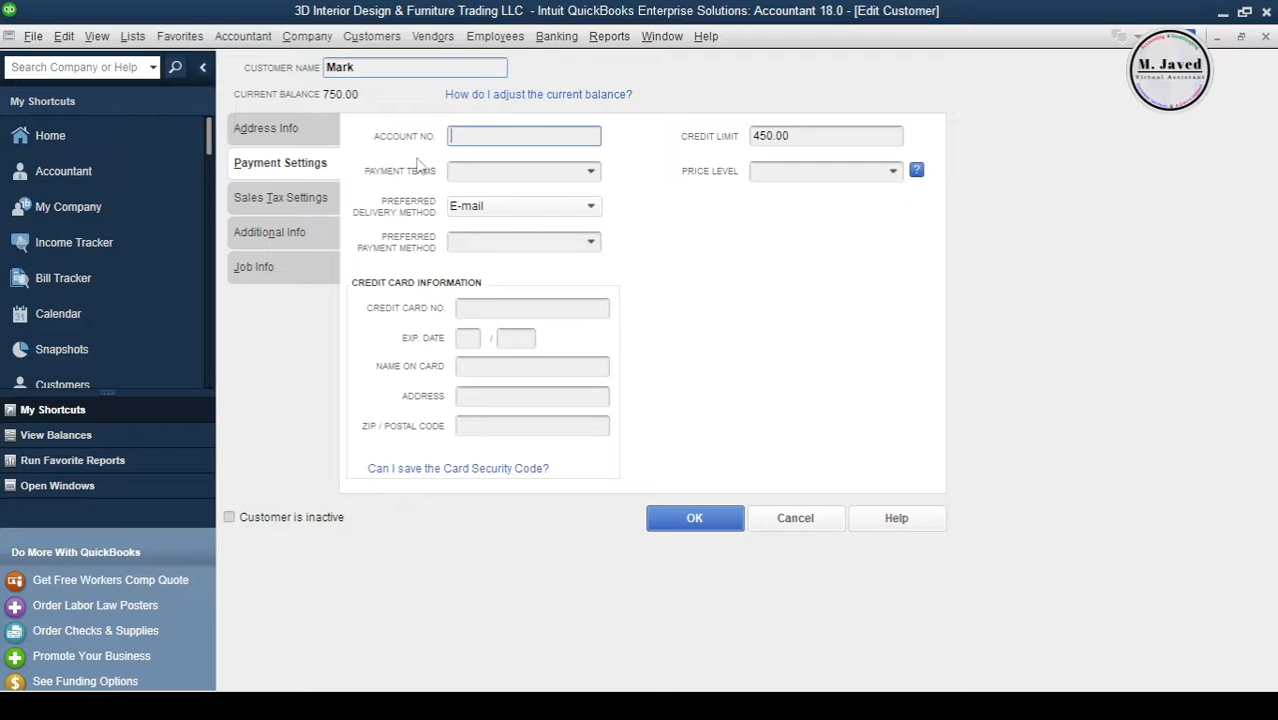 3D Interior Design & Furniture Trading LLC - Intuit QuickBooks Enterprise Solutions: Accountant 18.0 - [Edit Customer]
File Edit View Lists Favorites Accountant Company Customers Vendors Employees Banking Reports Window Help
Search Company or Help
My Shortcuts
Home
Accountant
My Company
Income Tracker
Bill Tracker
Calendar
Snapshots
Customers
My Shortcuts
View Balances
Run Favorite Reports
Open Windows
Do More With QuickBooks
Get Free Workers Comp Quote
Order Labor Law Posters
Order Checks & Supplies
Promote Your Business
See Funding Options
CUSTOMER NAME Mark
CURRENT BALANCE 750.00 How do I adjust the current balance?
Address Info
Payment Settings
Sales Tax Settings
Additional Info
Job Info
ACCOUNT NO.
PAYMENT TERMS
PREFERRED
DELIVERY METHOD E-mail
PREFERRED
PAYMENT METHOD
CREDIT LIMIT 450.00
PRICE LEVEL ?
CREDIT CARD INFORMATION
CREDIT CARD NO.
EXP. DATE /
NAME ON CARD
ADDRESS
ZIP / POSTAL CODE
Can I save the Card Security Code?
Customer is inactive
OK Cancel Help
M. Javed
Virtual Assistant